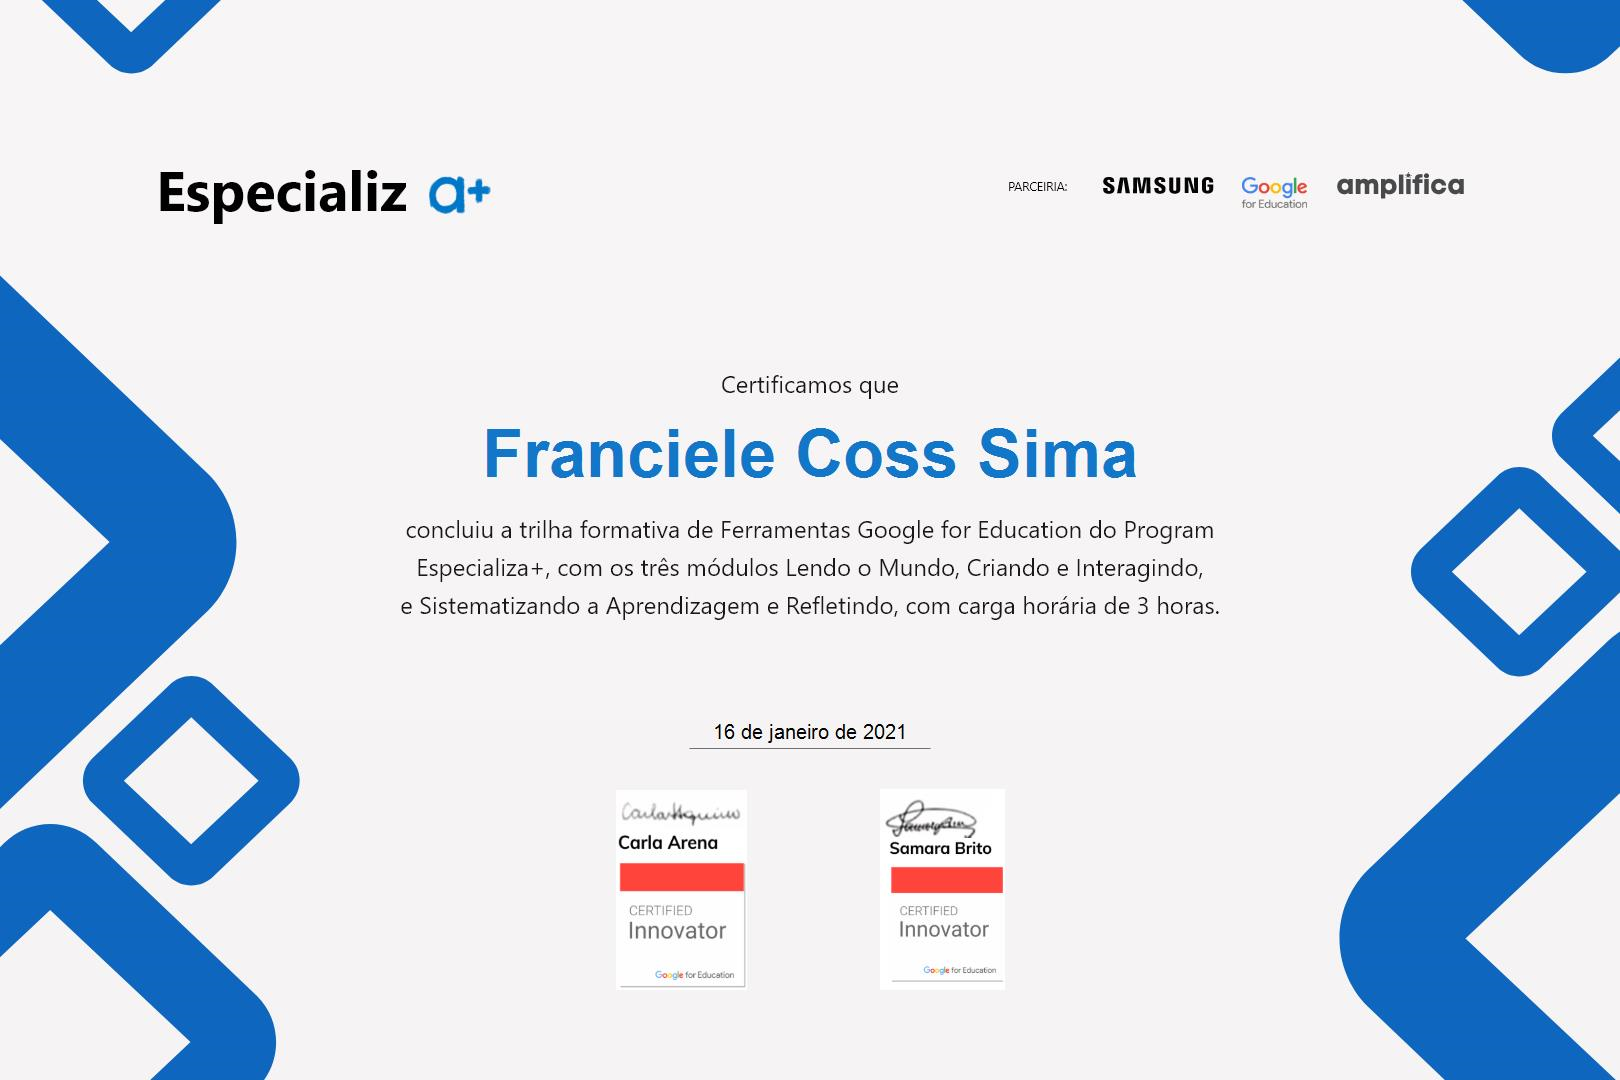 Especializ a+
PARCEIRIA: SAMSUNG Google for Education amplifica
Certificamos que
Franciele Coss Sima
concluiu a trilha formativa de Ferramentas Google for Education do Program
Especializa+, com os três módulos Lendo o Mundo, Criando e Interagindo,
e Sistematizando a Aprendizagem e Refletindo, com carga horária de 3 horas.
16 de janeiro de 2021
Carla Arena
CERTIFIED
Innovator
Google for Education
Samara Brito
CERTIFIED
Innovator
Google for Education